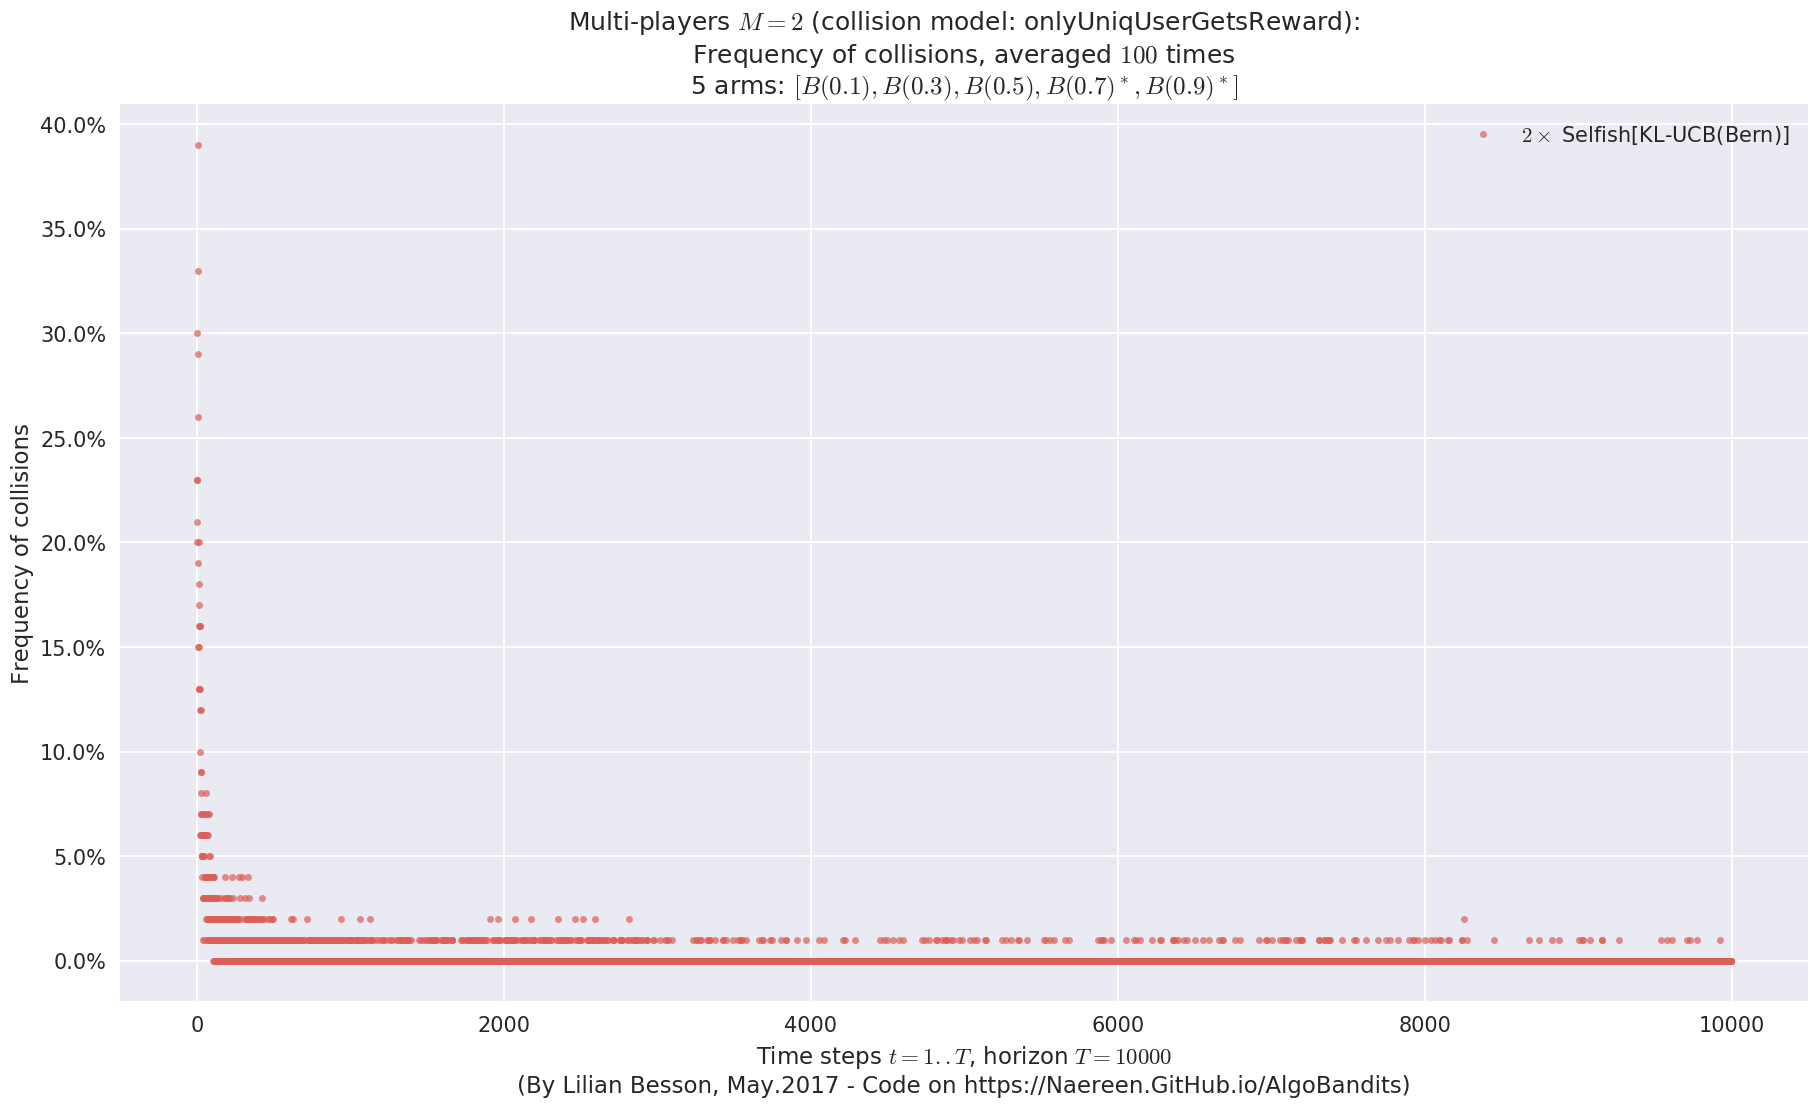 Multi-players M = 2 (collision model: onlyUniqUserGetsReward):
Frequency of collisions, averaged 100 times
5 arms: [B(0.1), B(0.3), B(0.5), B(0.7)*, B(0.9)*]
2× Selfish[KL-UCB(Bern)]
Frequency of collisions
40.0%
35.0%
30.0%
25.0%
20.0%
15.0%
10.0%
5.0%
0.0%
0 2000 4000 6000 8000 10000
Time steps t = 1..T, horizon T = 10000
(By Lilian Besson, May.2017 - Code on https://Naereen.GitHub.io/AlgoBandits)